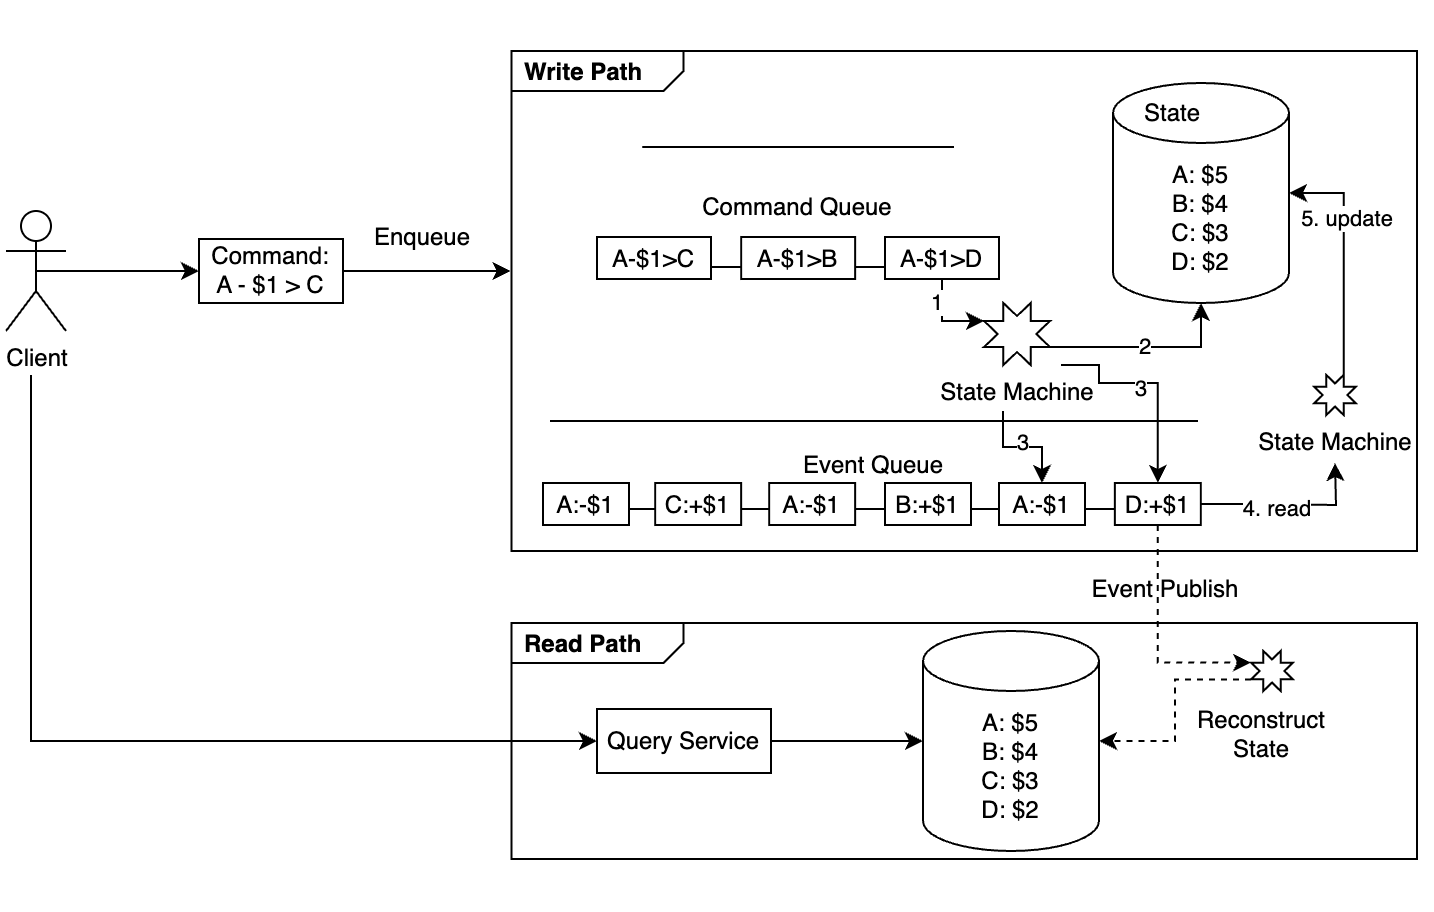 Write Path
State
A: $5
B: $4
C: $3
D: $2
5. update
Command Queue
A-$1>C
A-$1>B
A-$1>D
Command:
A - $1 > C
Enqueue
Client
1
2
State Machine
3
3
State Machine
Event Queue
A:-$1
C:+$1
A:-$1
B:+$1
A:-$1
D:+$1
4. read
Event Publish
Read Path
Query Service
A: $5
B: $4
C: $3
D: $2
Reconstruct
State